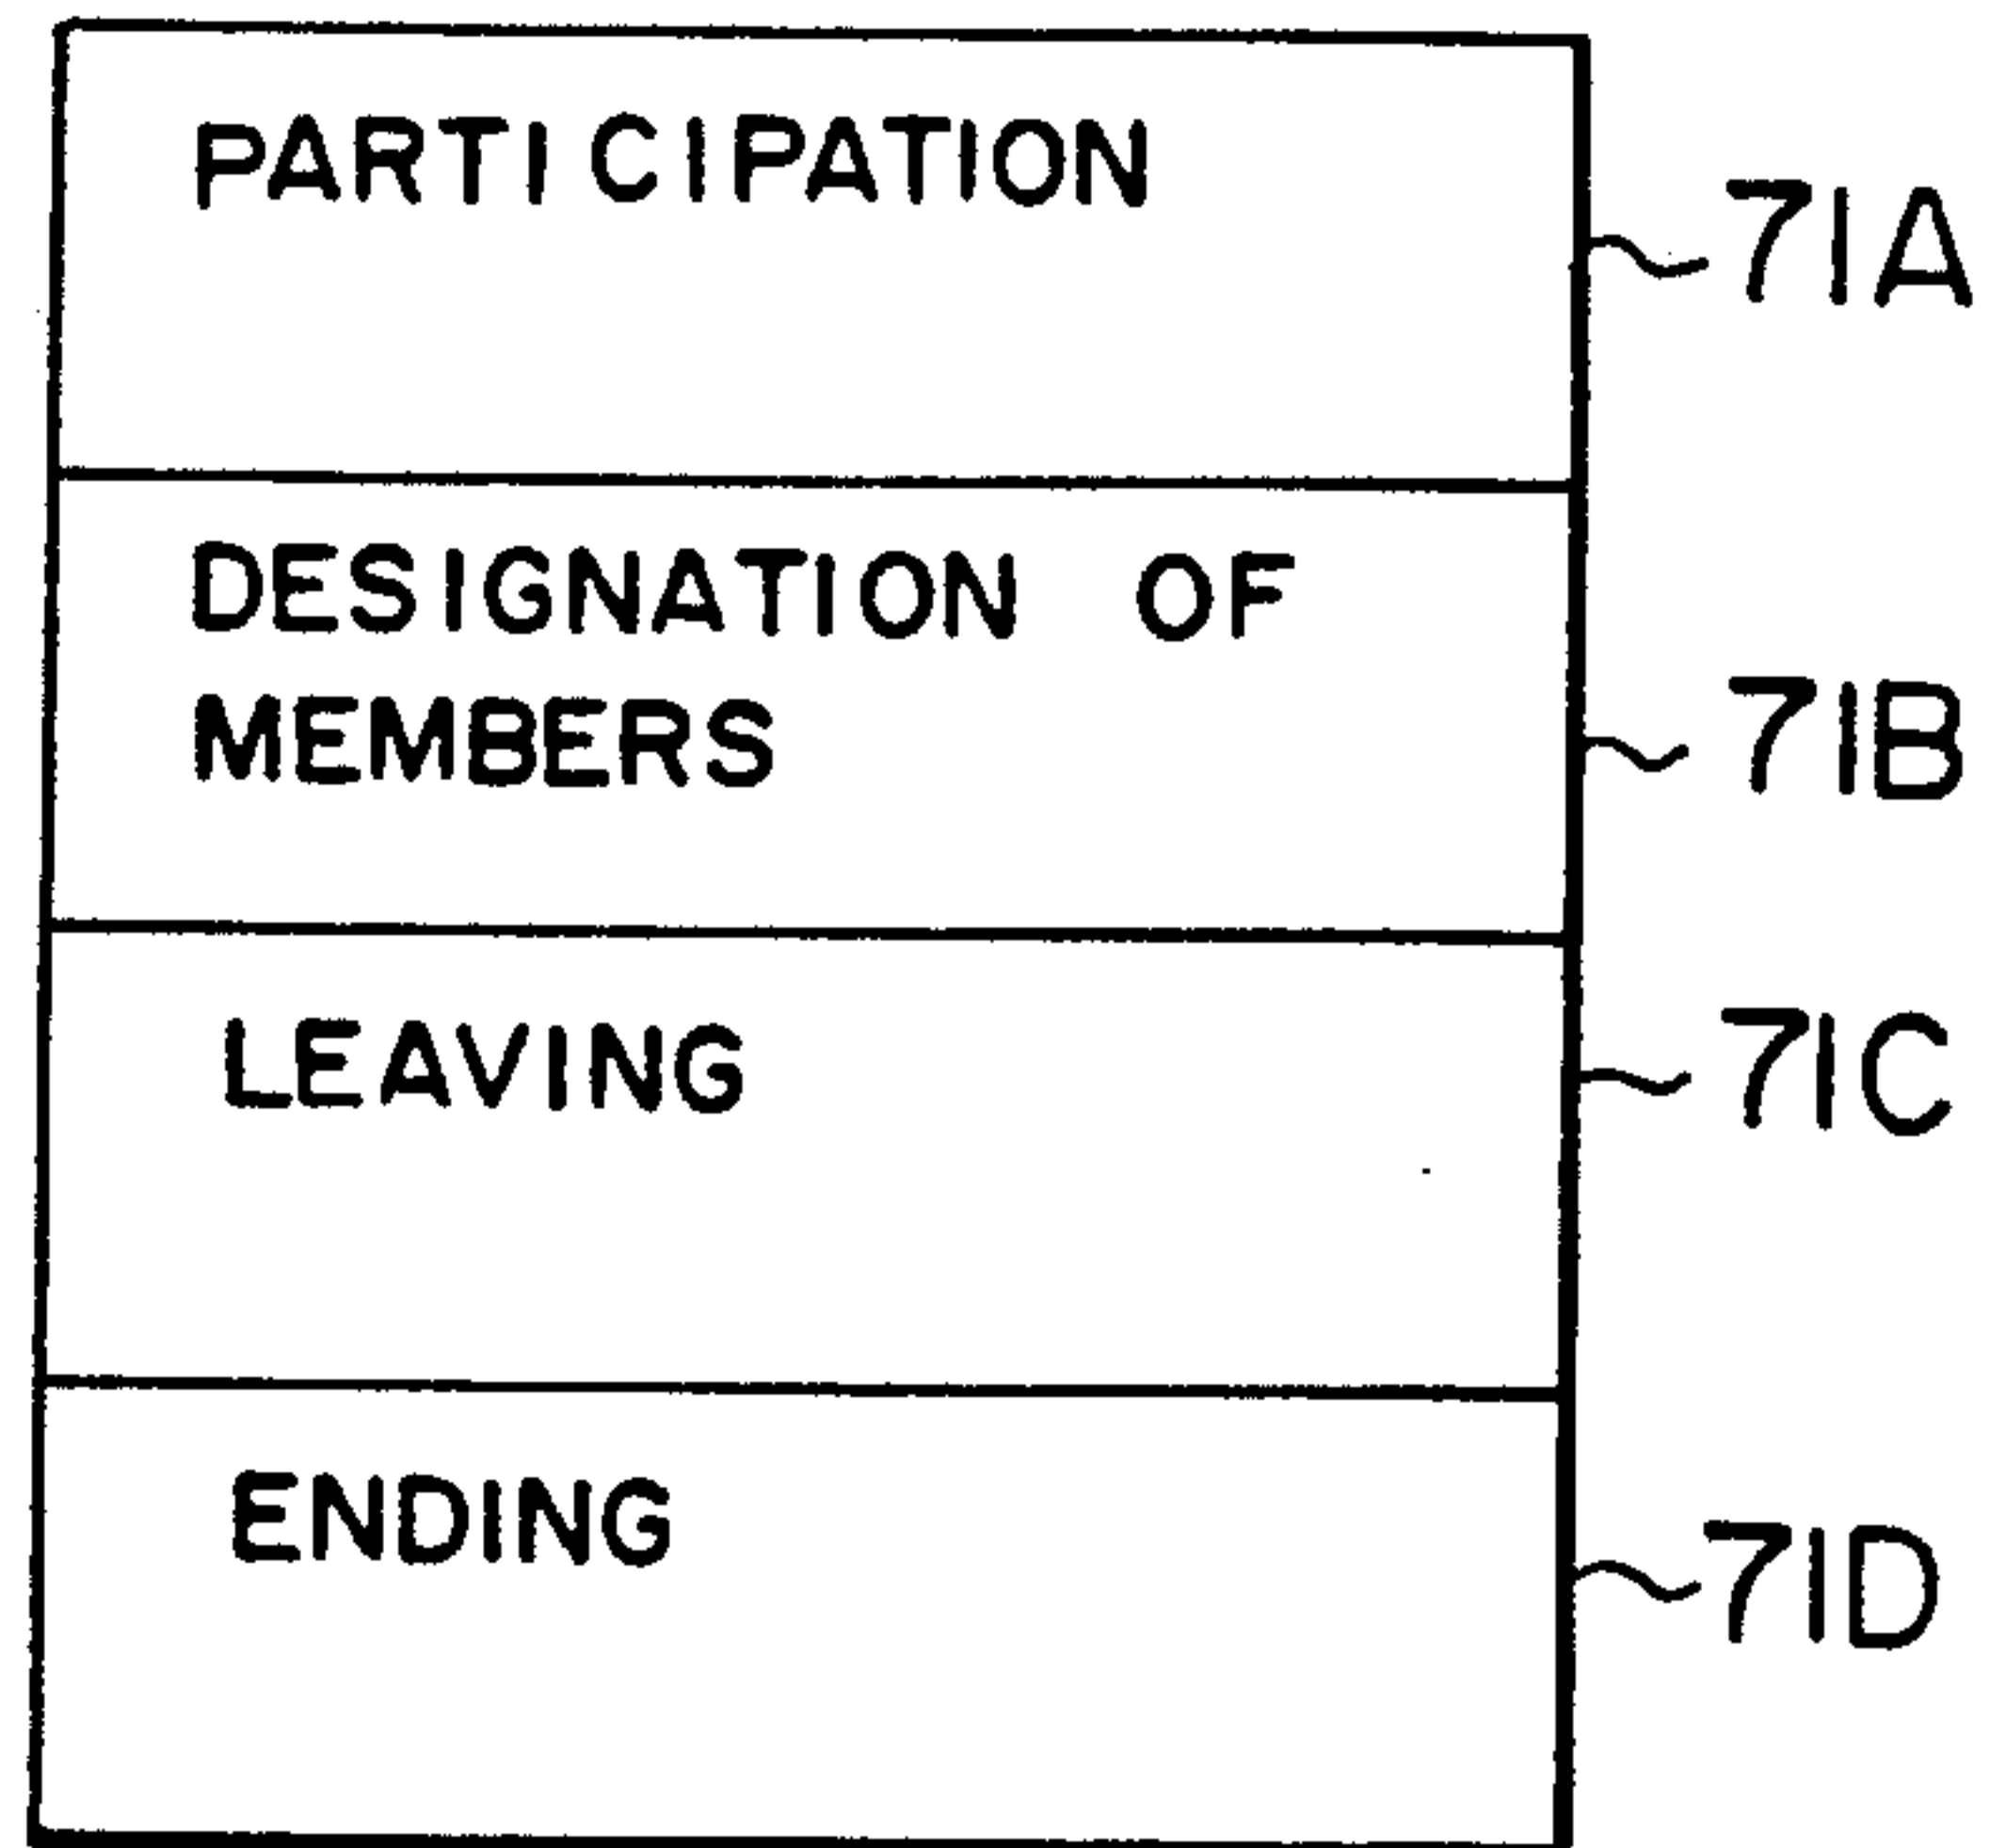 PARTICIPATION
71A
DESIGNATION OF
MEMBERS
71B
LEAVING
71C
ENDING
71D